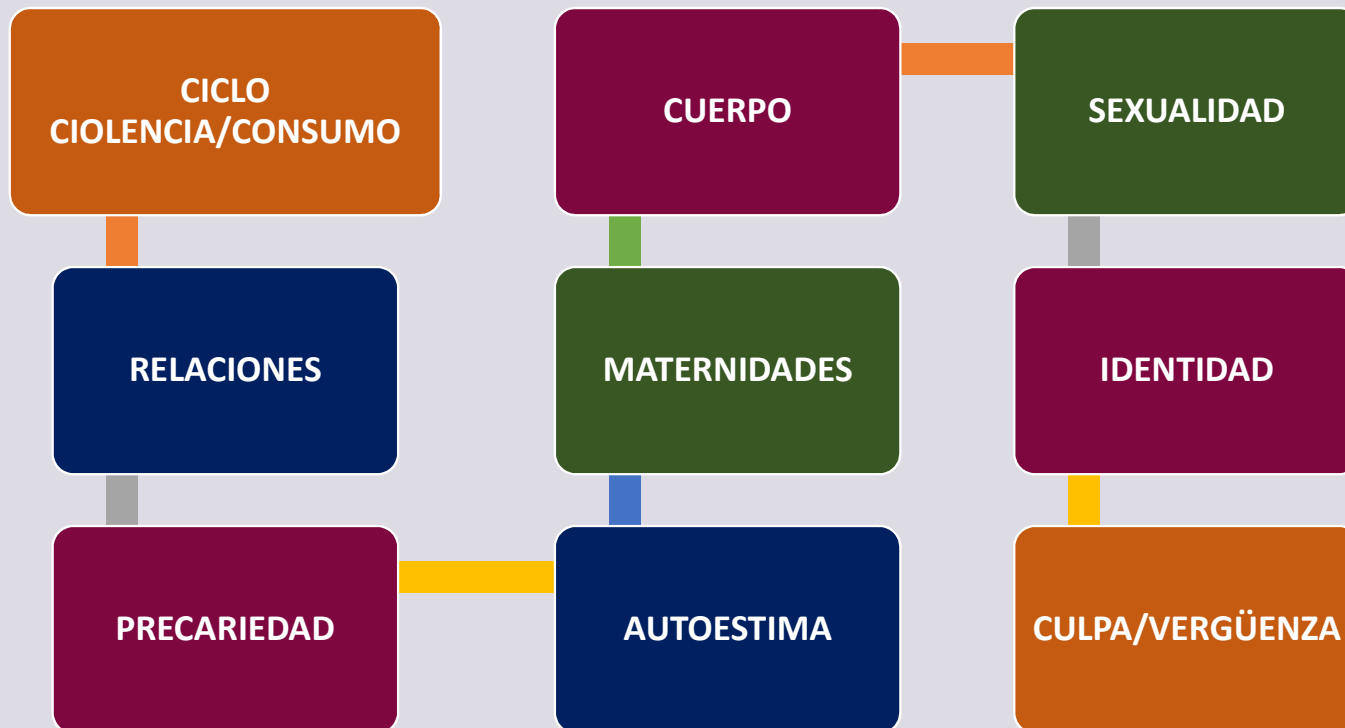 CICLO
CIOLENCIA/CONSUMO
RELACIONES
PRECARIEDAD
AUTOESTIMA
MATERNIDADES
CUERPO
SEXUALIDAD
IDENTIDAD
CULPA/VERGÜENZA